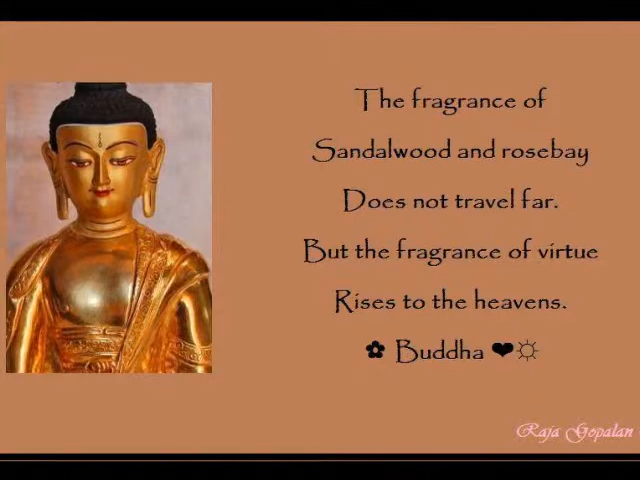 The fragrance of
Sandalwood and rosebay
Does not travel far.
But the fragrance of virtue
Rises to the heavens.
✿ Buddha ❤☼
Raja Gopalan